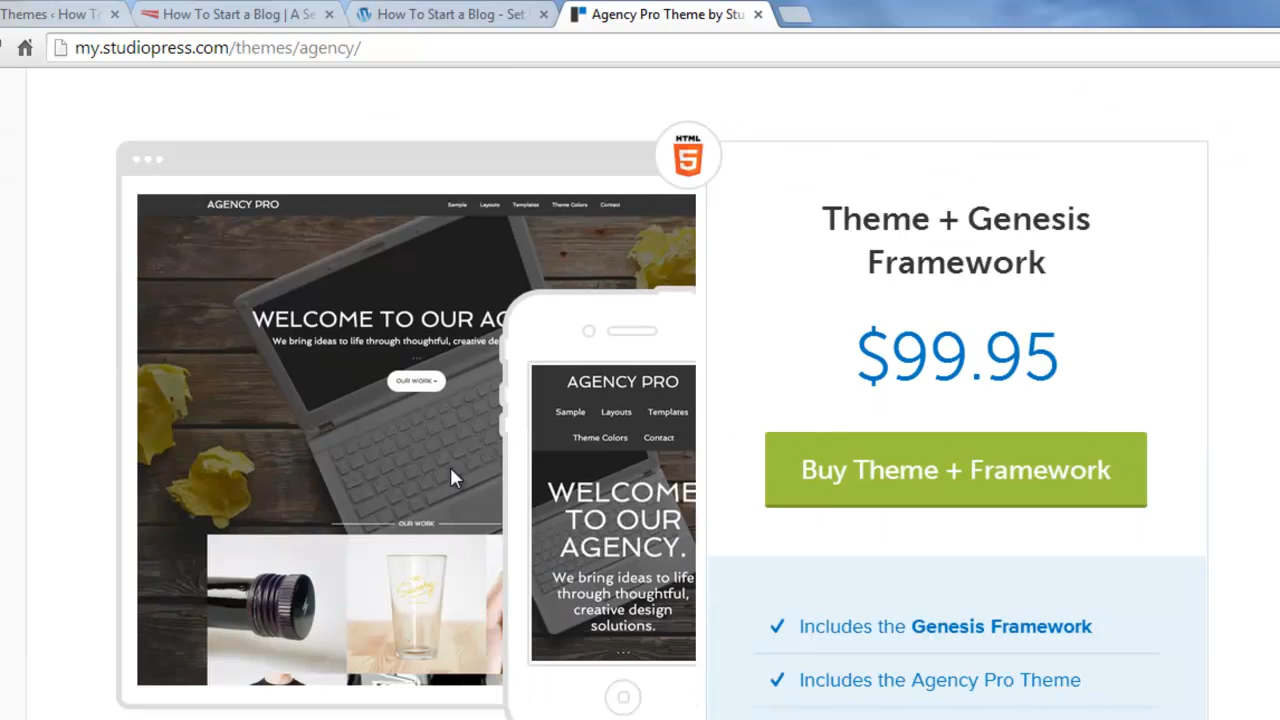 Themes ‹ How To
How To Start a Blog | A Se
How To Start a Blog - Set
Agency Pro Theme by Stu
my.studiopress.com/themes/agency/
HTML
5
AGENCY PRO
Sample Layouts Templates Theme Colors Contact
WELCOME TO OUR AG
We bring ideas to life through thoughtful, creative de
OUR WORK
OUR WORK
AGENCY PRO
Sample Layouts Templates
Theme Colors Contact
WELCOME
TO OUR
AGENCY.
We bring ideas to life
through thoughtful,
creative design
solutions.
Theme + Genesis
Framework
$99.95
Buy Theme + Framework
Includes the Genesis Framework
Includes the Agency Pro Theme